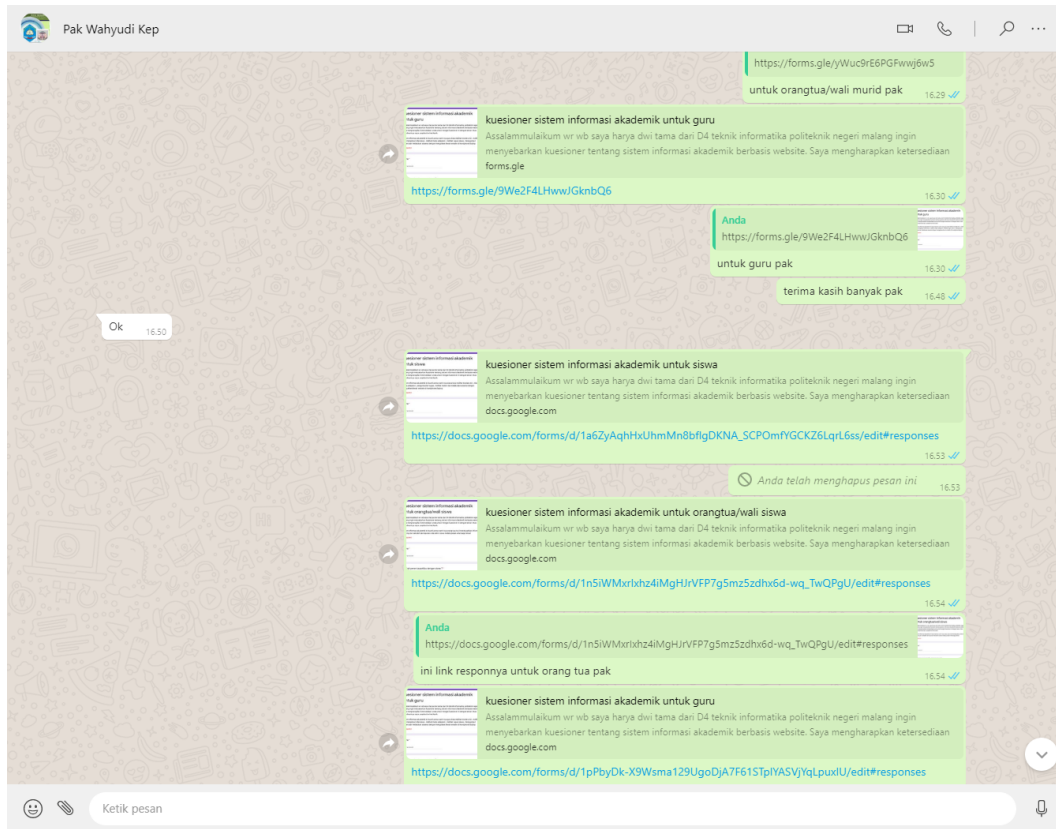 Pak Wahyudi Kep
https://forms.gle/yWuc9rE6PGFwwj6w5
untuk orangtua/wali murid pak
16.29
kuesioner sistem informasi akademik untuk guru
Assalammulaikum wr wb saya harya dwi tama dari D4 teknik informatika politeknik negeri malang ingin
menyebarkan kuesioner tentang sistem informasi akademik berbasis website. Saya mengharapkan ketersediaan
forms.gle
https://forms.gle/9We2F4LHwwJGknbQ6
16.30
Anda
https://forms.gle/9We2F4LHwwJGknbQ6
untuk guru pak
16.30
terima kasih banyak pak
16.48
Ok
16.50
kuesioner sistem informasi akademik untuk siswa
Assalammulaikum wr wb saya harya dwi tama dari D4 teknik informatika politeknik negeri malang ingin
menyebarkan kuesioner tentang sistem informasi akademik berbasis website. Saya mengharapkan ketersediaan
docs.google.com
https://docs.google.com/forms/d/1a6ZyAqhHxUhmMn8bflgDKNA_SCPOmfYGCKZ6LqrL6ss/edit#responses
16.53
Anda telah menghapus pesan ini
16.53
kuesioner sistem informasi akademik untuk orangtua/wali siswa
Assalammulaikum wr wb saya harya dwi tama dari D4 teknik informatika politeknik negeri malang ingin
menyebarkan kuesioner tentang sistem informasi akademik berbasis website. Saya mengharapkan ketersediaan
docs.google.com
https://docs.google.com/forms/d/1n5iWMxrlxhz4iMgHJrVFP7g5mz5zdhx6d-wq_TwQPgU/edit#responses
16.54
Anda
https://docs.google.com/forms/d/1n5iWMxrlxhz4iMgHJrVFP7g5mz5zdhx6d-wq_TwQPgU/edit#responses
ini link responnya untuk orang tua pak
16.54
kuesioner sistem informasi akademik untuk guru
Assalammulaikum wr wb saya harya dwi tama dari D4 teknik informatika politeknik negeri malang ingin
menyebarkan kuesioner tentang sistem informasi akademik berbasis website. Saya mengharapkan ketersediaan
docs.google.com
https://docs.google.com/forms/d/1pPbyDk-X9Wsma129UgoDjA7F61STplYASVjYqLpuxlU/edit#responses
Ketik pesan